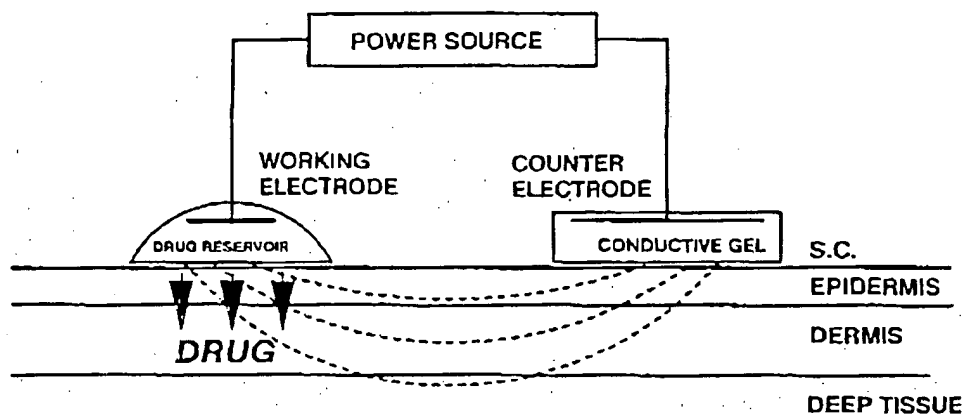 POWER SOURCE
WORKING
ELECTRODE
COUNTER
ELECTRODE
DRUG RESERVOIR
CONDUCTIVE GEL
S.C.
EPIDERMIS
DERMIS
DRUG
DEEP TISSUE